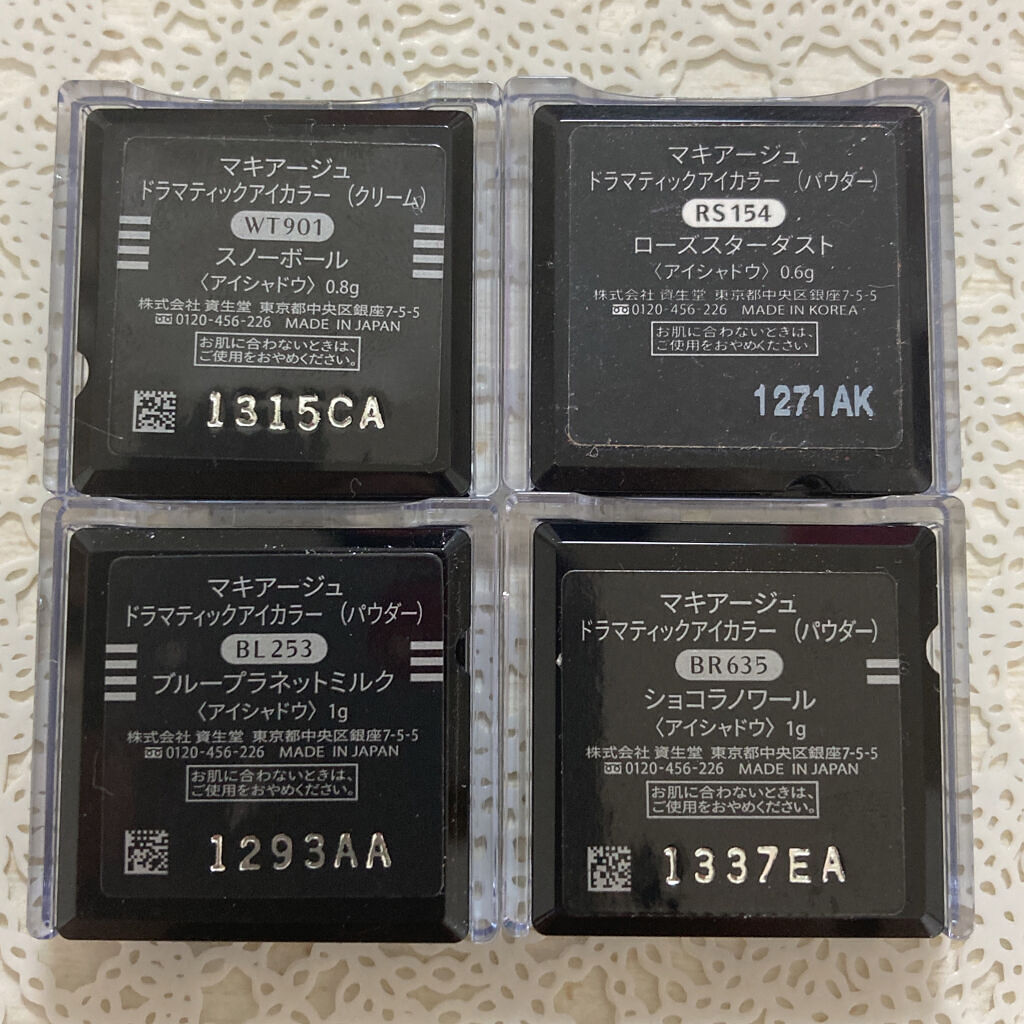 マキアージュ
ドラマティックアイカラー （クリーム）
WT901
スノーボール
〈アイシャドウ〉0.8g
株式会社 資生堂 東京都中央区銀座7-5-5
0120-456-226 MADE IN JAPAN
お肌に合わないときは、
ご使用をおやめください。
1315CA
マキアージュ
ドラマティックアイカラー （パウダー）
RS154
ローズスターダスト
〈アイシャドウ〉0.6g
株式会社 資生堂 東京都中央区銀座7-5-5
0120-456-226 MADE IN KOREA
お肌に合わないときは、
ご使用をおやめください。
1271AK
マキアージュ
ドラマティックアイカラー （パウダー）
BL253
ブループラネットミルク
〈アイシャドウ〉1g
株式会社 資生堂 東京都中央区銀座7-5-5
0120-456-226 MADE IN JAPAN
お肌に合わないときは、
ご使用をおやめください。
1293AA
マキアージュ
ドラマティックアイカラー （パウダー）
BR635
ショコラノワール
〈アイシャドウ〉1g
株式会社 資生堂 東京都中央区銀座7-5-5
0120-456-226 MADE IN JAPAN
お肌に合わないときは、
ご使用をおやめください。
1337EA